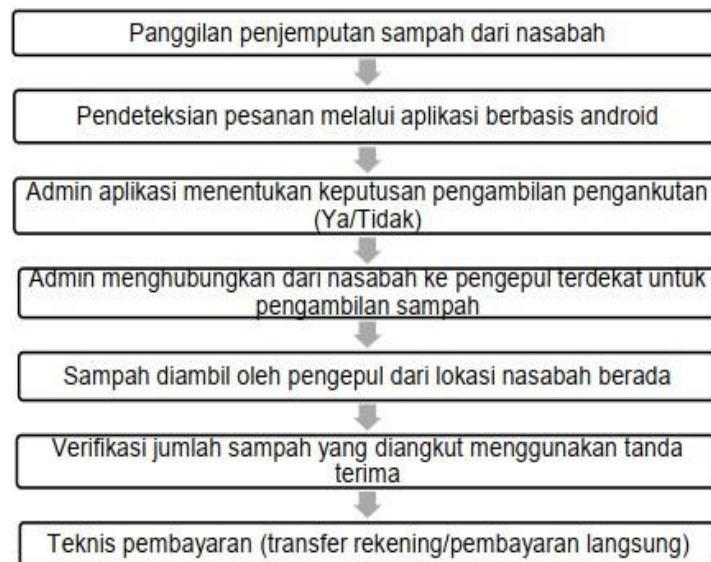 Panggilan penjemputan sampah dari nasabah
Pendeteksian pesanan melalui aplikasi berbasis android
Admin aplikasi menentukan keputusan pengambilan pengankutan
(Ya/Tidak)
Admin menghubungkan dari nasabah ke pengepul terdekat untuk
pengambilan sampah
Sampah diambil oleh pengepul dari lokasi nasabah berada
Verifikasi jumlah sampah yang diangkut menggunakan tanda
terima
Teknis pembayaran (transfer rekening/pembayaran langsung)